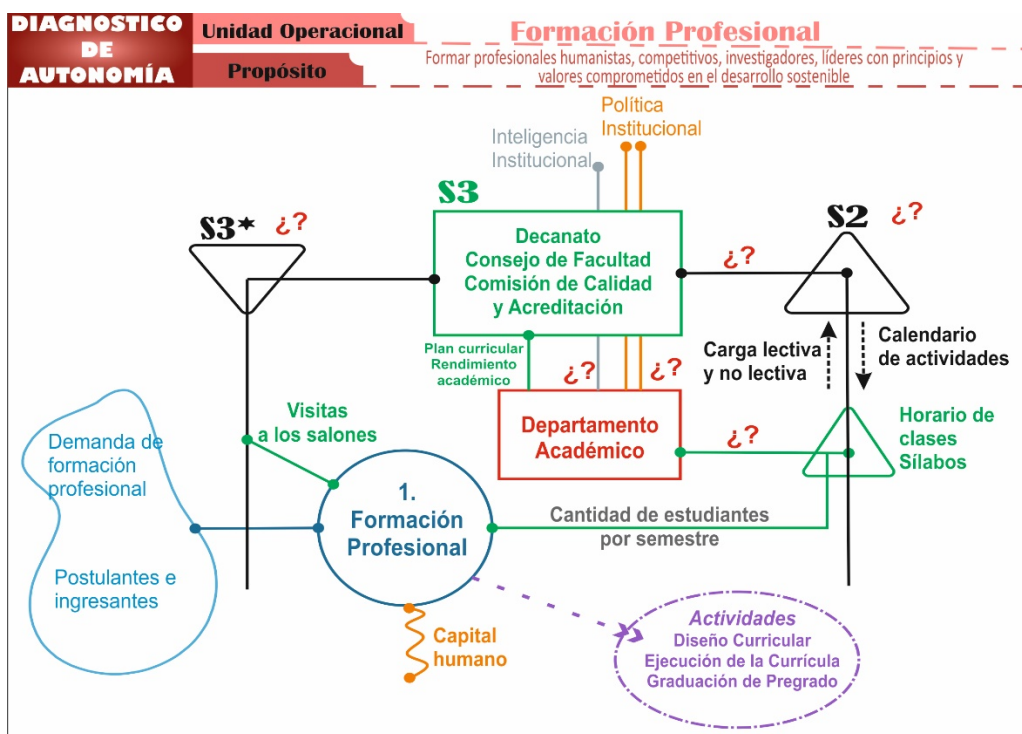 DIAGNOSTICO
DE
AUTONOMÍA
Unidad Operacional
Formación Profesional
Propósito
Formar profesionales humanistas, competitivos, investigadores, líderes con principios y
valores comprometidos en el desarrollo sostenible
Política
Institucional
Inteligencia
Institucional
S3
S3* ¿?
S2 ¿?
Decanato
Consejo de Facultad
Comisión de Calidad
y Acreditación
¿?
Plan curricular
Rendimiento
académico
¿?
¿?
Carga lectiva
y no lectiva
Calendario
de actividades
Departamento
Académico
¿?
Horario de
clases
Sílabos
Visitas
a los salones
Demanda de
formación
profesional
Postulantes e
ingresantes
1.
Formación
Profesional
Cantidad de estudiantes
por semestre
Capital
humano
Actividades
Diseño Curricular
Ejecución de la Currícula
Graduación de Pregrado